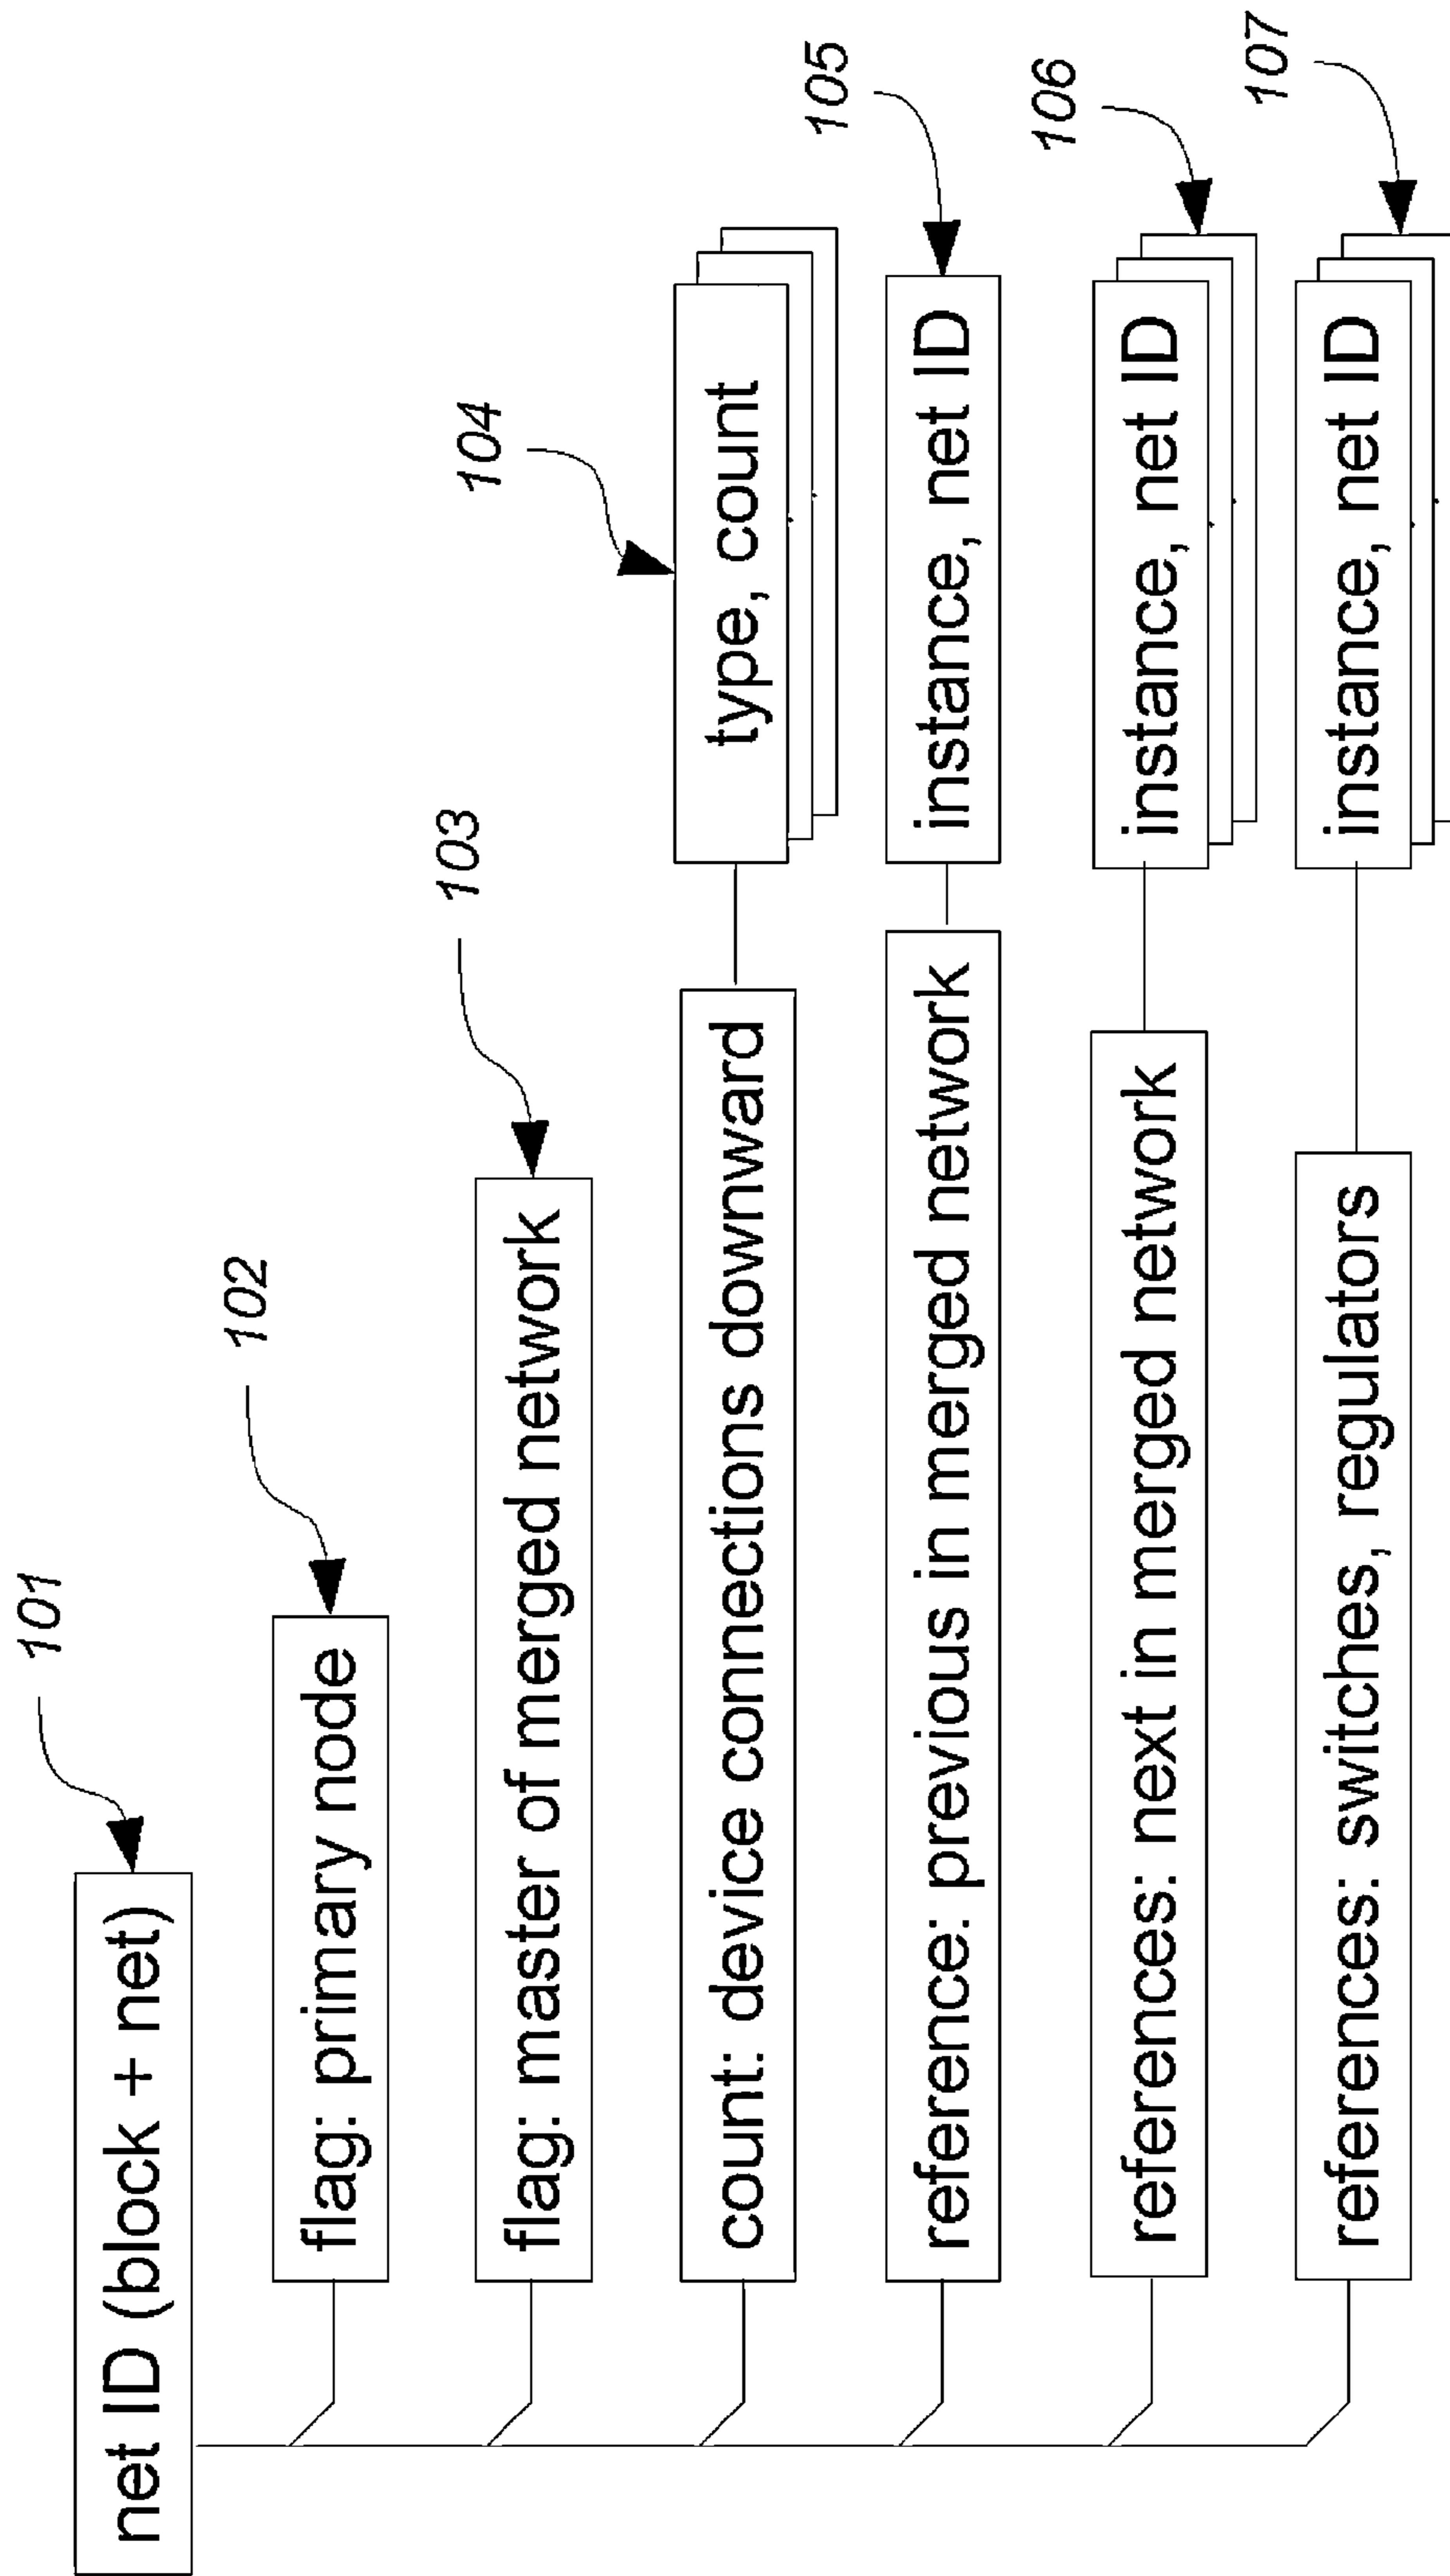 101
net ID (block + net)
102
flag: primary node
103
flag: master of merged network
104
count: device connections downward
type, count
105
reference: previous in merged network
instance, net ID
106
references: next in merged network
instance, net ID
107
references: switches, regulators
instance, net ID